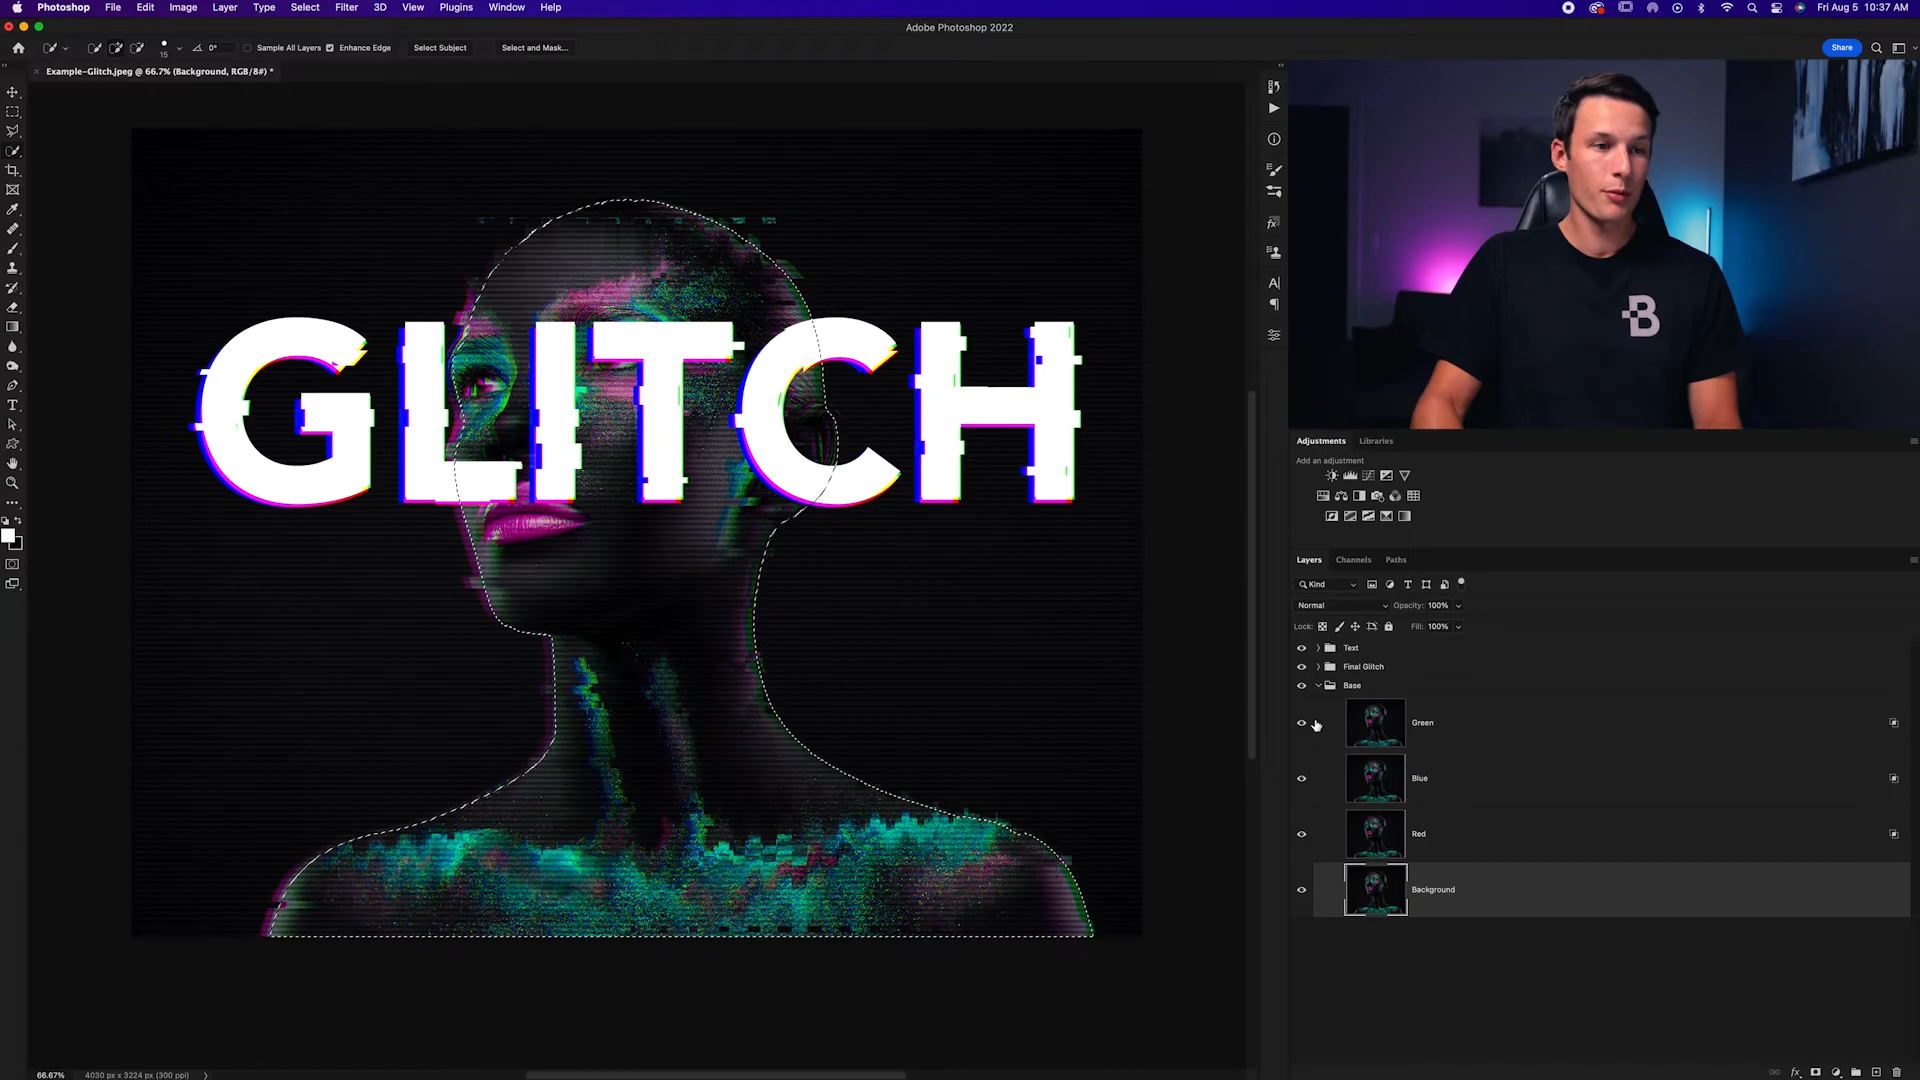 Photoshop File Edit Image Layer Type Select Filter 3D View Plugins Window Help
Fri Aug 5 10:37 AM
Adobe Photoshop 2022
15
0°
Sample All Layers
Enhance Edge
Select Subject
Select and Mask...
Share
Example-Glitch.jpeg @ 66.7% (Background, RGB/8#) *
GLITCH
B
Adjustments Libraries
Add an adjustment
Layers Channels Paths
Kind
Normal
Opacity: 100%
Lock:
Fill: 100%
Text
Final Glitch
Base
Green
Blue
Red
Background
66.67%
4030 px x 3224 px (300 ppi)